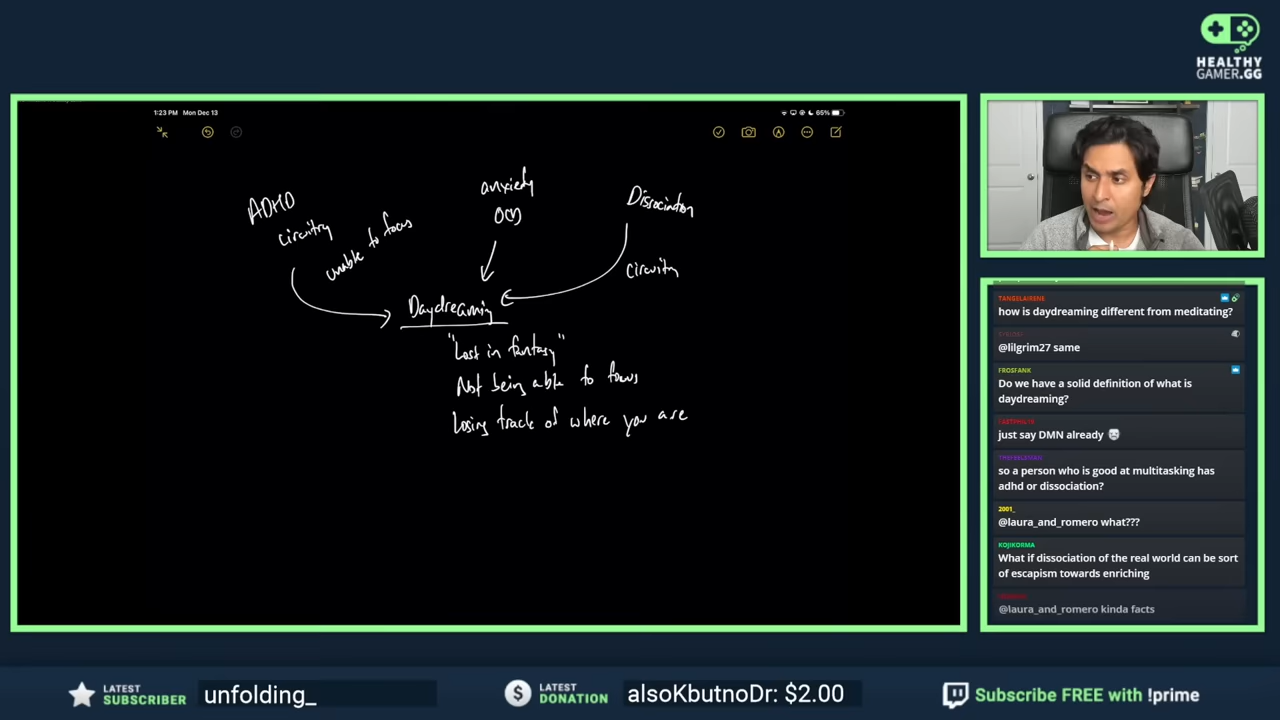 HEALTHY
GAMER.GG
1:23 PM Mon Dec 13
65%
ADHD
circuitry
unable to focus
anxiety
OCD
Dissociation
circuity
Daydreaming
"Lost in fantasy"
Not being able to focus
Losing track of where you are
TANGELAIRENE
how is daydreaming different from meditating?
@lilgrim27 same
FROSFANK
Do we have a solid definition of what is
daydreaming?
just say DMN already
so a person who is good at multitasking has
adhd or dissociation?
2001_
@laura_and_romero what???
KOJIKORMA
What if dissociation of the real world can be sort
of escapism towards enriching
@laura_and_romero kinda facts
LATEST
SUBSCRIBER
unfolding_
$
LATEST
DONATION
alsoKbutnoDr: $2.00
Subscribe FREE with !prime